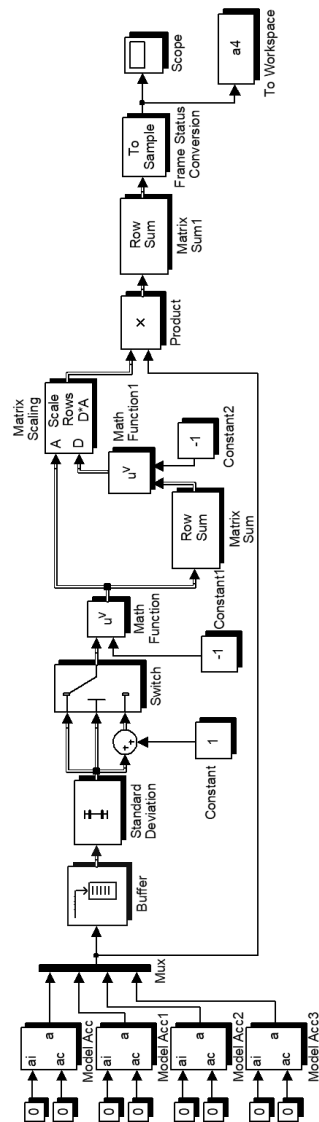 0
0
ai
ac
a
Model Acc
0
0
ai
ac
a
Model Acc1
0
0
ai
ac
a
Model Acc2
0
0
ai
ac
a
Model Acc3
Mux
Buffer
Standard
Deviation
1
Constant
+
+
Switch
-1
Constant1
u^v
Math
Function
Row
Sum
Matrix
Sum
-1
Constant2
u^v
Math
Function1
Matrix
Scaling
A
D
Scale
Rows
D*A
×
Product
Row
Sum
Matrix
Sum1
To
Sample
Frame Status
Conversion
Scope
a4
To Workspace